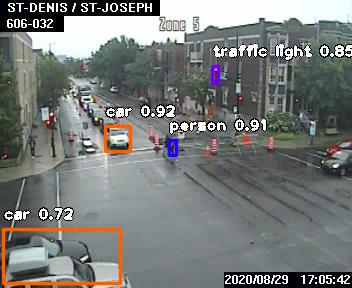 ST-DENIS / ST-JOSEPH
606-032
Zone 5
traffic light 0.85
car 0.92
person 0.91
car 0.72
2020/08/29 17:05:42